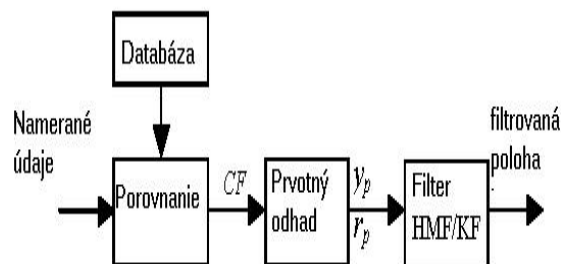 Databáza
Namerané
údaje
Porovnanie
CF
Prvotný
odhad
y_p
r_p
Filter
HMF/KF
filtrovaná
poloha